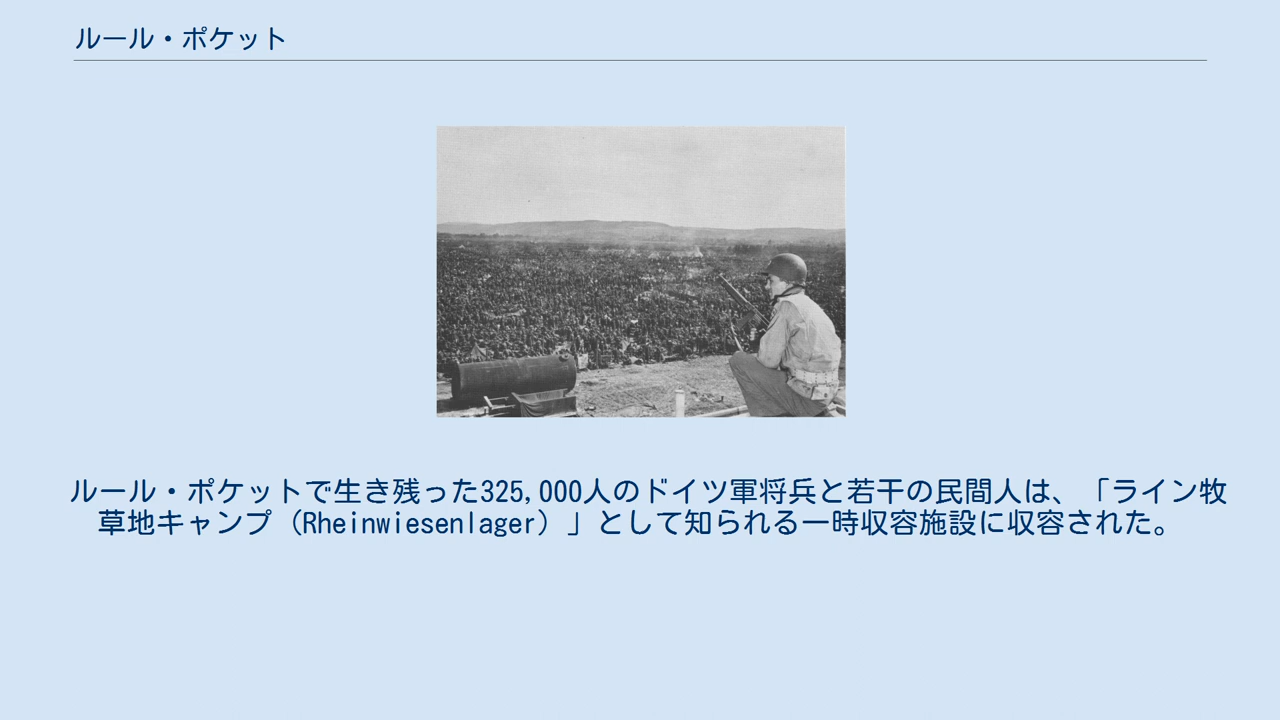 ルール・ポケット
ルール・ポケットで生き残った325,000人のドイツ軍将兵と若干の民間人は、「ライン牧
草地キャンプ（Rheinwiesenlager）」として知られる一時収容施設に収容された。